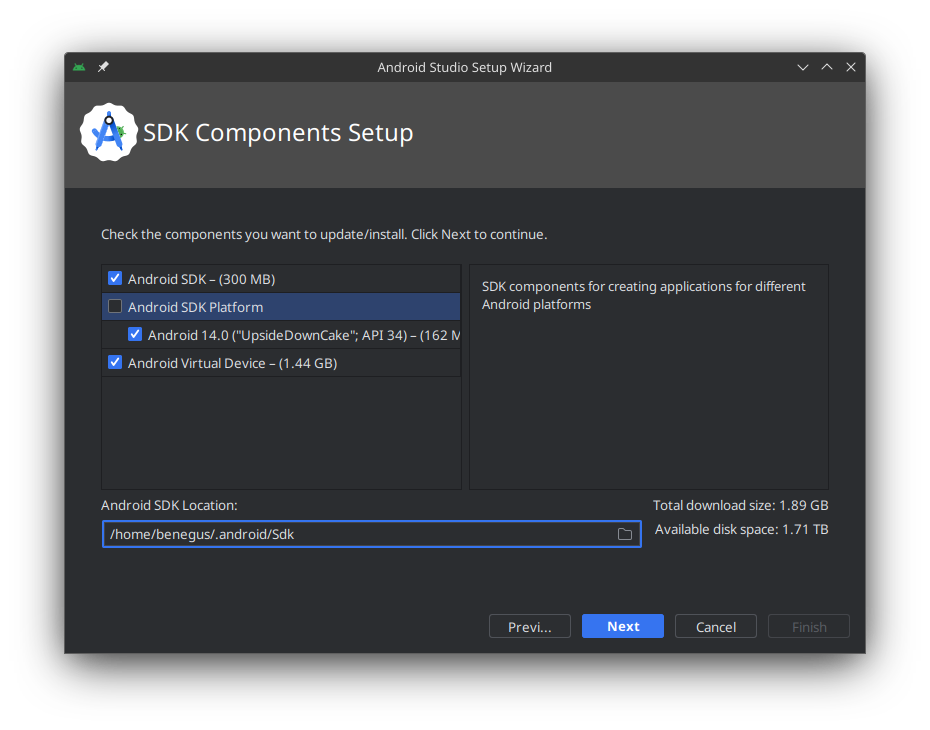 Android Studio Setup Wizard
SDK Components Setup
Check the components you want to update/install. Click Next to continue.
Android SDK – (300 MB)
Android SDK Platform
Android 14.0 ("UpsideDownCake"; API 34) – (162 M
Android Virtual Device – (1.44 GB)
SDK components for creating applications for different
Android platforms
Android SDK Location:
/home/benegus/.android/Sdk
Total download size: 1.89 GB
Available disk space: 1.71 TB
Previ...
Next
Cancel
Finish